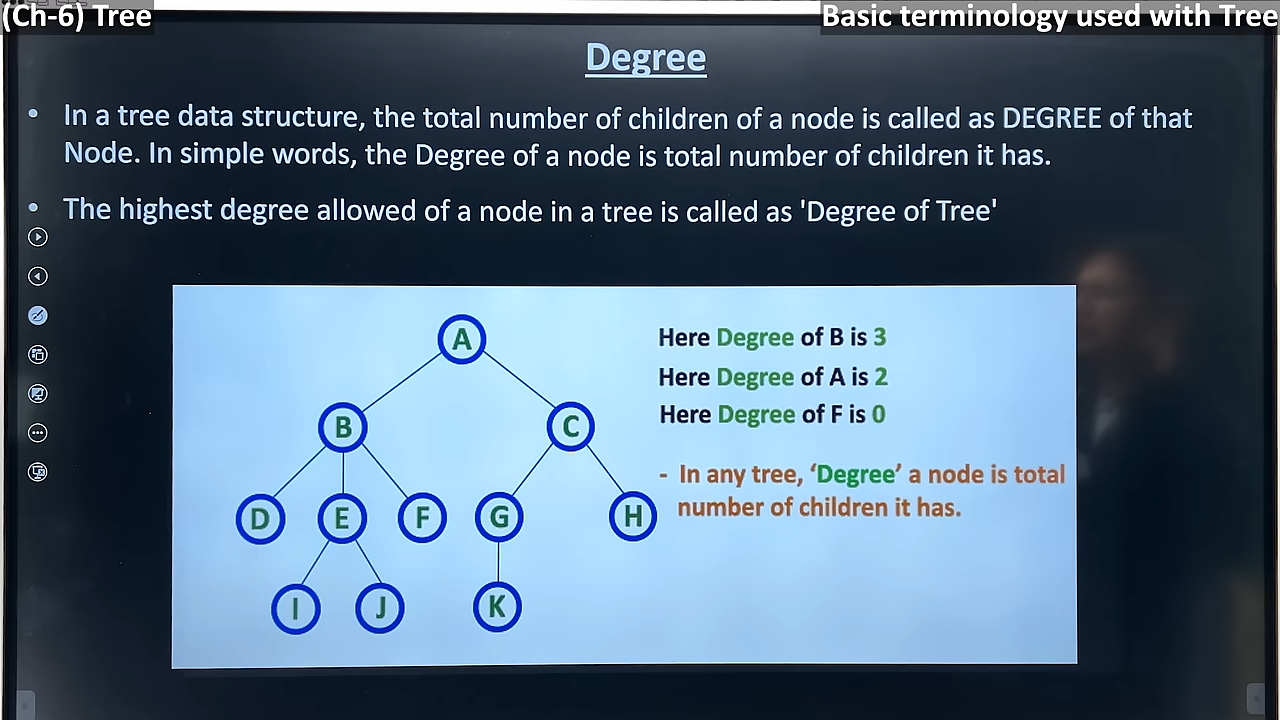 (Ch-6) Tree
Basic terminology used with Tree
Degree
• In a tree data structure, the total number of children of a node is called as DEGREE of that
Node. In simple words, the Degree of a node is total number of children it has.
• The highest degree allowed of a node in a tree is called as 'Degree of Tree'
A
B
C
D
E
F
G
H
I
J
K
Here Degree of B is 3
Here Degree of A is 2
Here Degree of F is 0
- In any tree, ‘Degree’ a node is total
number of children it has.